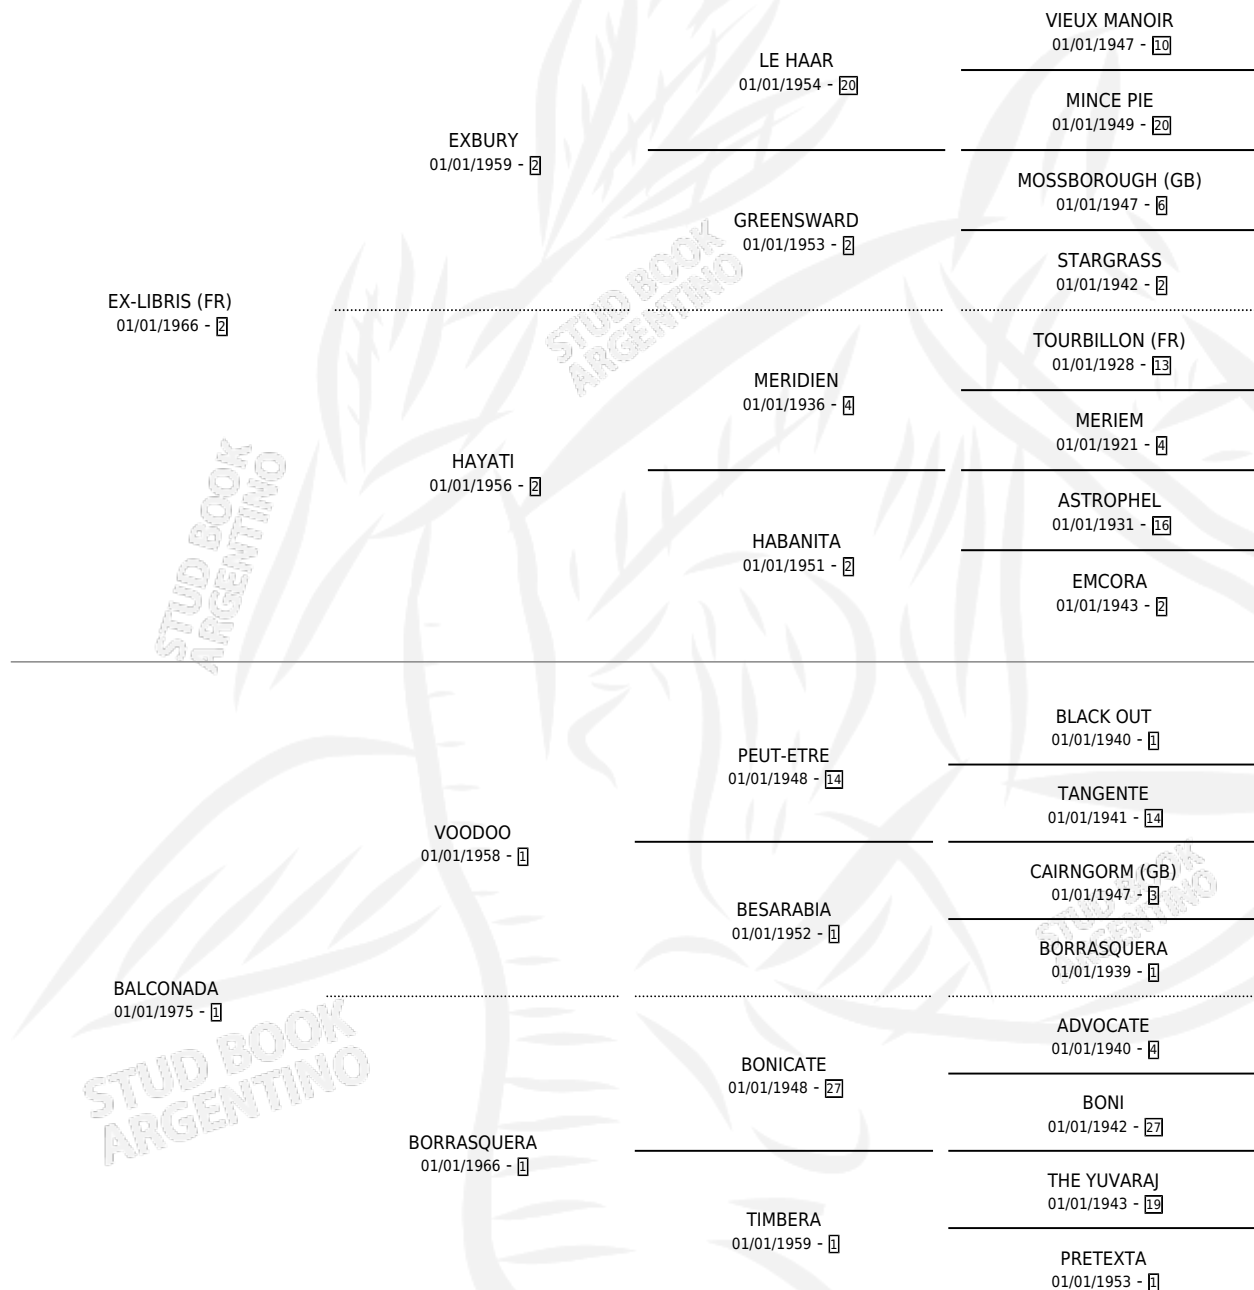 VIEUX MANOIR
01/01/1947 - 10
LE HAAR
01/01/1954 - 20
MINCE PIE
01/01/1949 - 20
EXBURY
01/01/1959 - 2
MOSSBOROUGH (GB)
01/01/1947 - 6
GREENSWARD
01/01/1953 - 2
STARGRASS
01/01/1942 - 2
EX-LIBRIS (FR)
01/01/1966 - 2
TOURBILLON (FR)
01/01/1928 - 13
MERIDIEN
01/01/1936 - 4
MERIEM
01/01/1921 - 4
HAYATI
01/01/1956 - 2
ASTROPHEL
01/01/1931 - 16
HABANITA
01/01/1951 - 2
EMCORA
01/01/1943 - 2
BLACK OUT
01/01/1940 - 1
PEUT-ETRE
01/01/1948 - 14
TANGENTE
01/01/1941 - 14
VOODOO
01/01/1958 - 1
CAIRNGORM (GB)
01/01/1947 - 3
BESARABIA
01/01/1952 - 1
BORRASQUERA
01/01/1939 - 1
BALCONADA
01/01/1975 - 1
ADVOCATE
01/01/1940 - 4
BONICATE
01/01/1948 - 27
BONI
01/01/1942 - 27
BORRASQUERA
01/01/1966 - 1
THE YUVARAJ
01/01/1943 - 19
TIMBERA
01/01/1959 - 1
PRETEXTA
01/01/1953 - 1
STUD BOOK
ARGENTINO
STUD BOOK
ARGENTINO
STUD BOOK
ARGENTINO
STUD BOOK
ARGENTINO